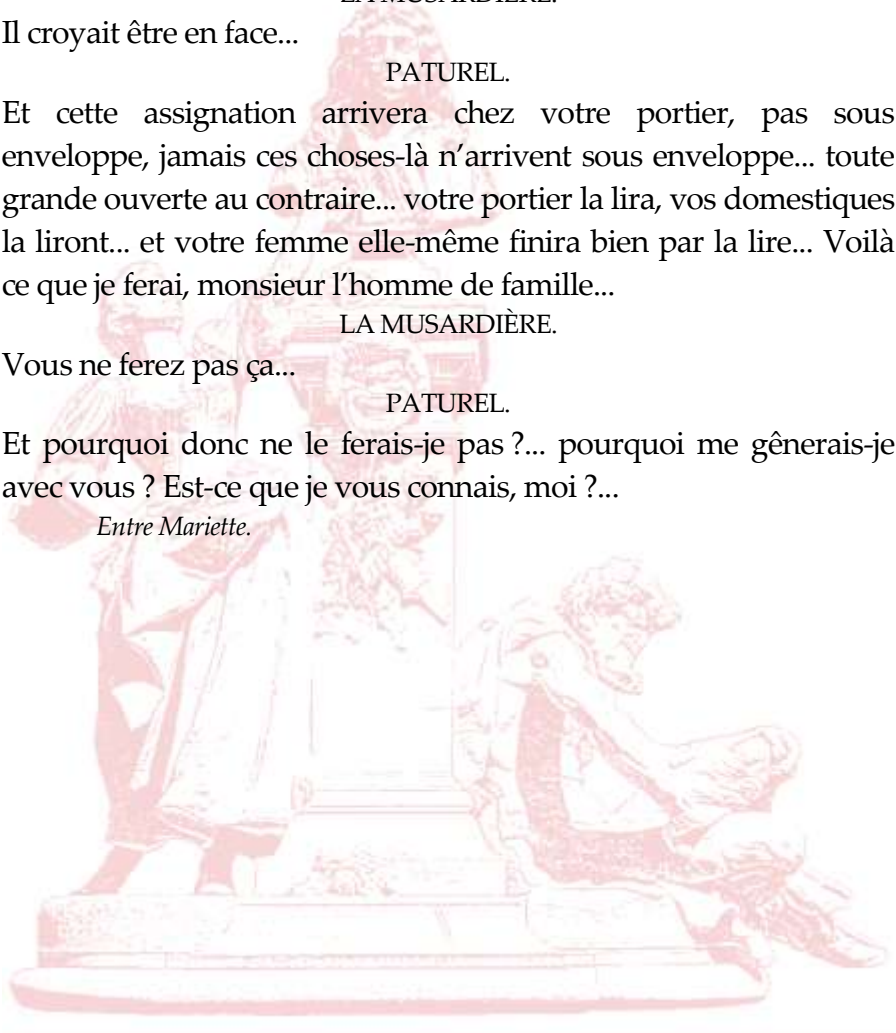 LA MUSARDIÈRE.
Il croyait être en face...
PATUREL.
Et cette assignation arrivera chez votre portier, pas sous
enveloppe, jamais ces choses-là n’arrivent sous enveloppe... toute
grande ouverte au contraire... votre portier la lira, vos domestiques
la liront... et votre femme elle-même finira bien par la lire... Voilà
ce que je ferai, monsieur l’homme de famille...
LA MUSARDIÈRE.
Vous ne ferez pas ça...
PATUREL.
Et pourquoi donc ne le ferais-je pas ?... pourquoi me gênerais-je
avec vous ? Est-ce que je vous connais, moi ?...
Entre Mariette.